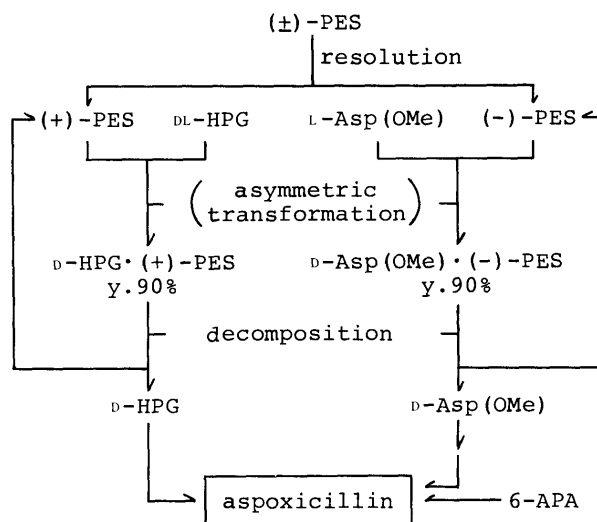 (±)-PES
resolution
(+)-PES
DL-HPG
L-Asp(OMe)
(-)-PES
(asymmetric
transformation)
D-HPG·(+)-PES
y.90%
D-Asp(OMe)·(-)-PES
y.90%
decomposition
D-HPG
D-Asp(OMe)
aspoxicillin
6-APA